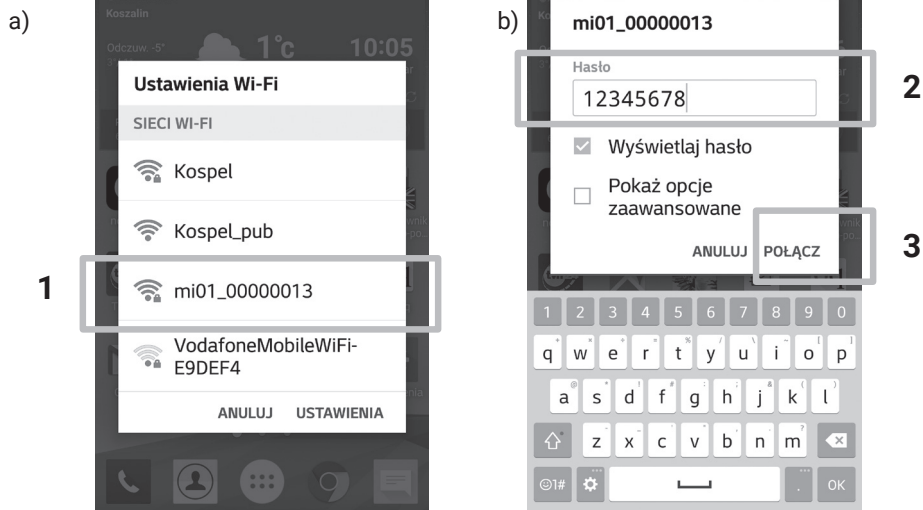 a)
Koszalin
Odczuw. -5°
1°c
10:05
Ustawienia Wi-Fi
SIECI WI-FI
Kospel
Kospel_pub
1
mi01_00000013
VodafoneMobileWiFi-
E9DEF4
ANULUJ USTAWIENIA
b)
mi01_00000013
Hasło
12345678
2
Wyświetlaj hasło
Pokaż opcje
zaawansowane
ANULUJ POŁĄCZ
3
1 2 3 4 5 6 7 8 9 0
q w e r t y u i o p
a s d f g h j k l
z x c v b n m
1# OK